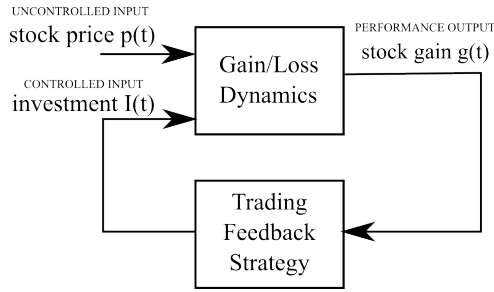 UNCONTROLLED INPUT
stock price p(t)
CONTROLLED INPUT
investment I(t)
Gain/Loss
Dynamics
PERFORMANCE OUTPUT
stock gain g(t)
Trading
Feedback
Strategy